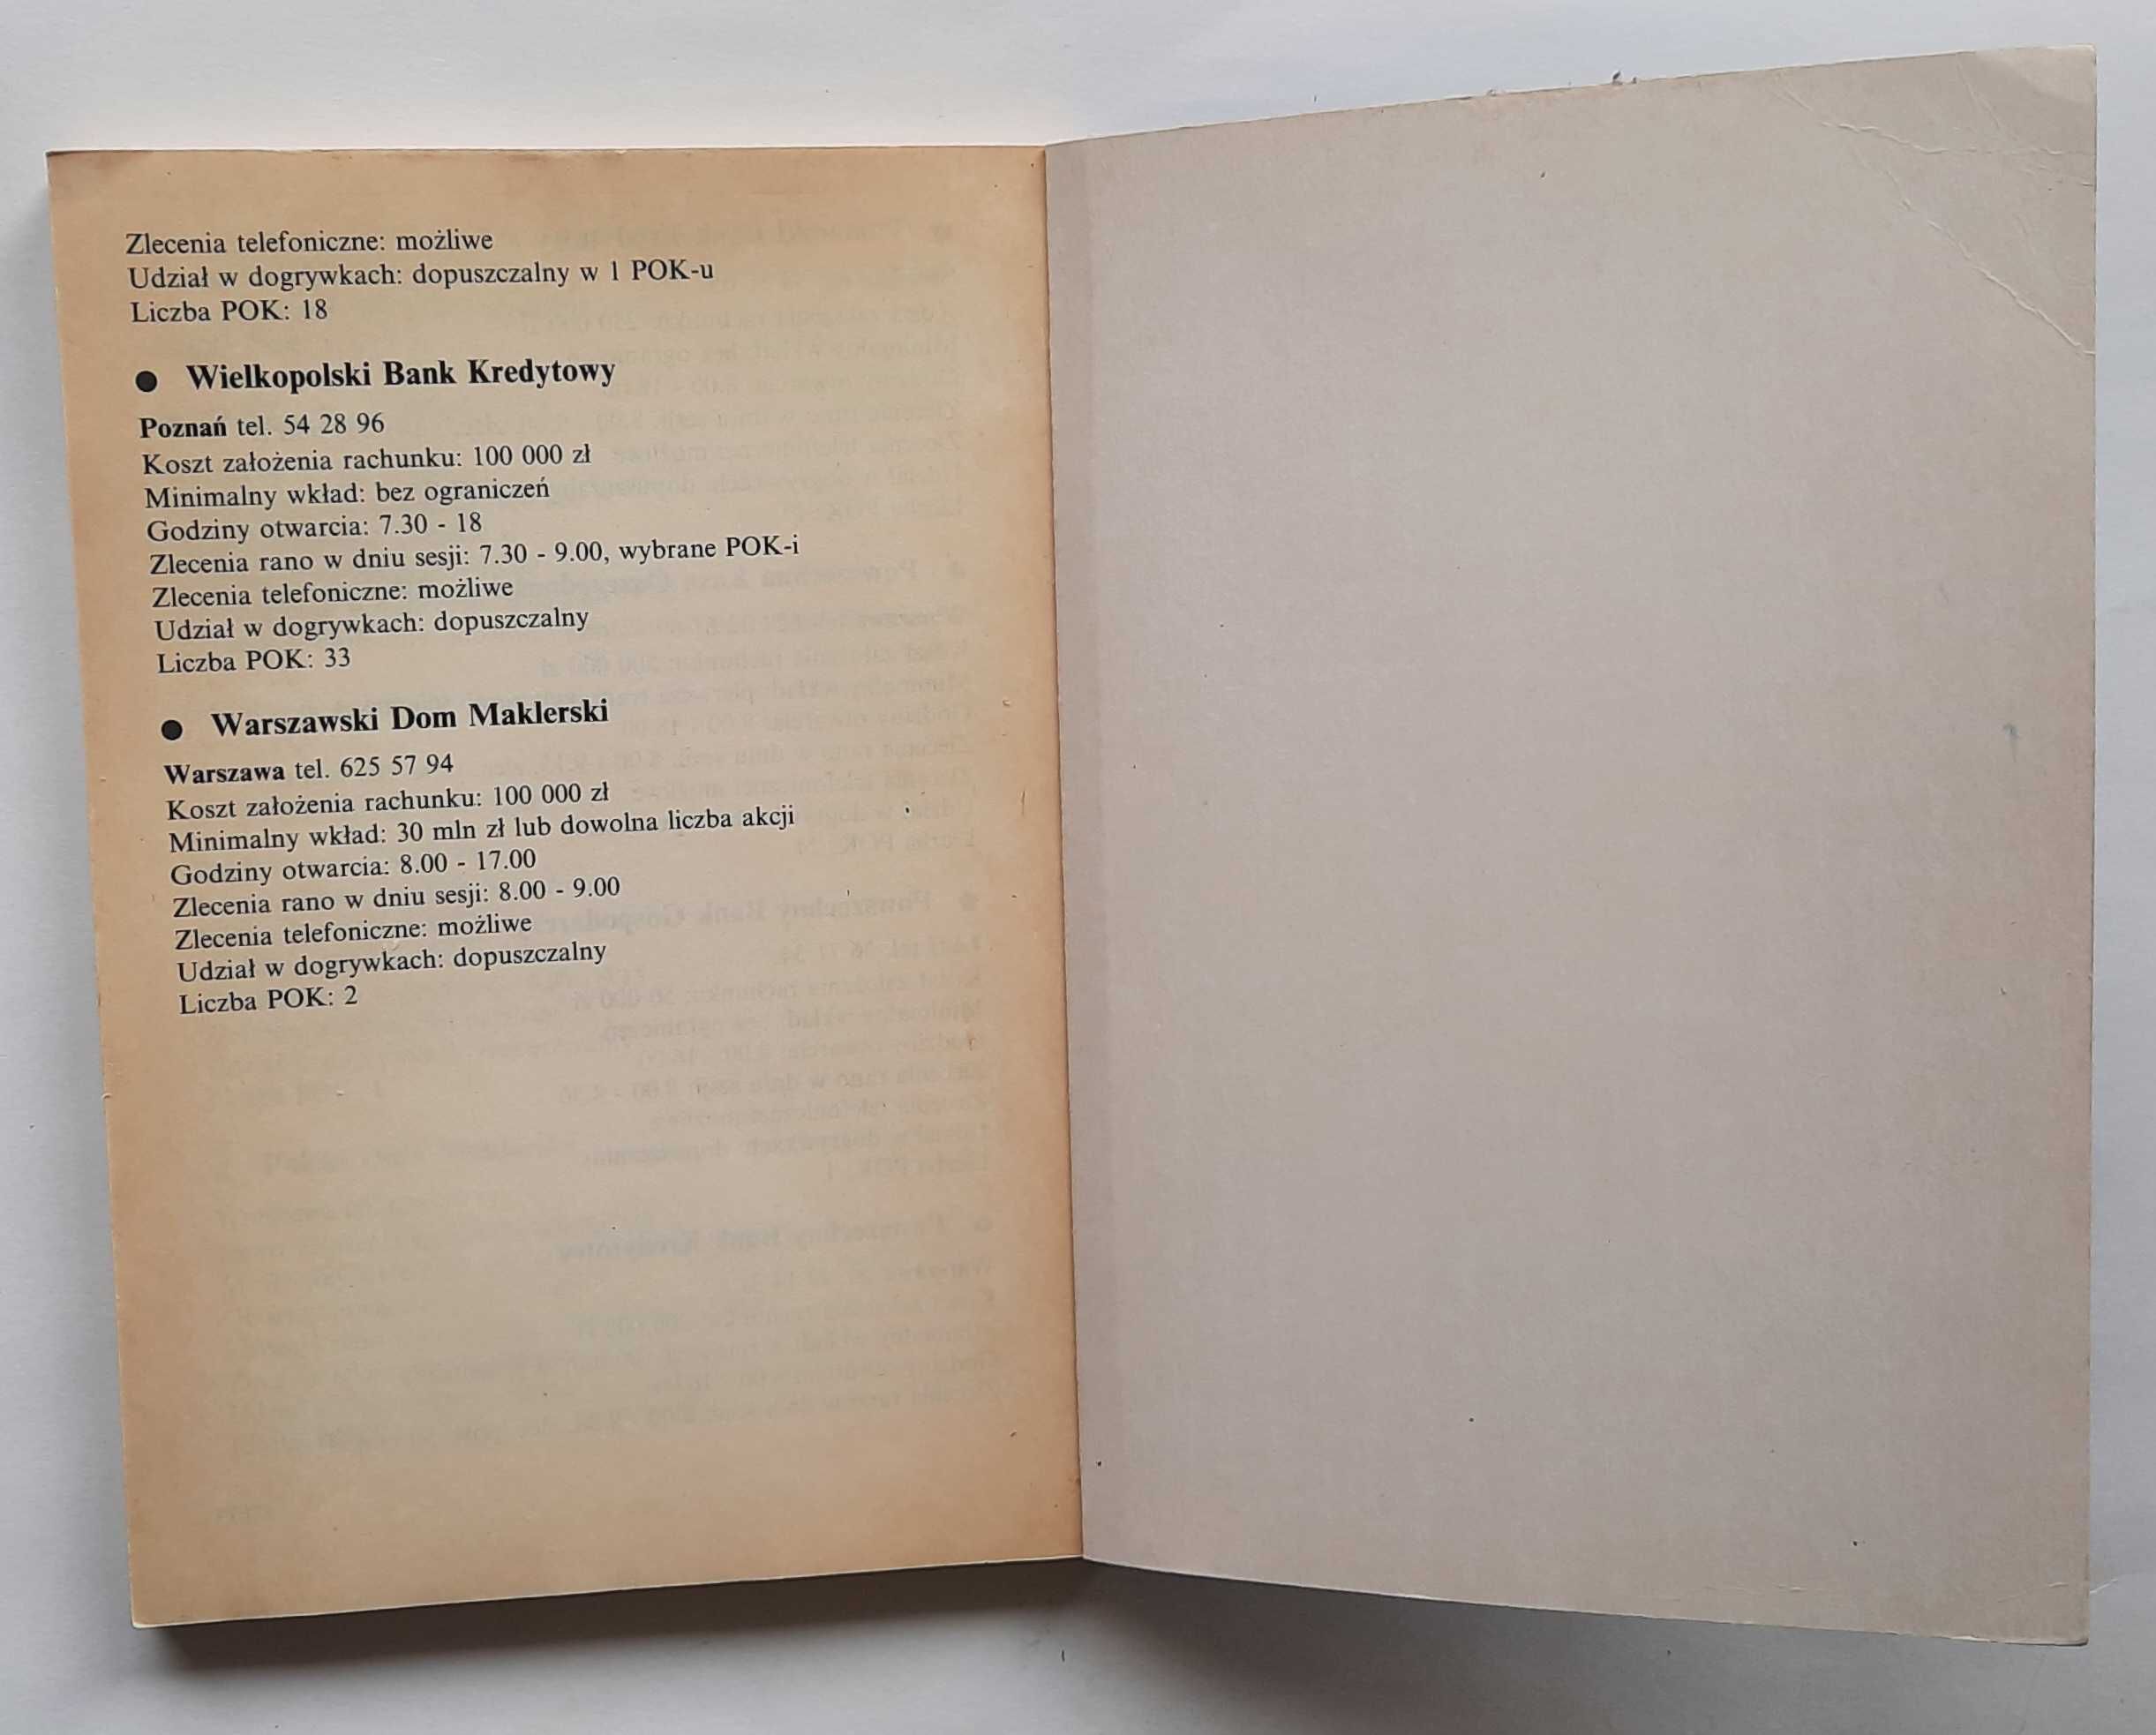 Zlecenia telefoniczne: możliwe
Udział w dogrywkach: dopuszczalny w 1 POK-u
Liczba POK: 18
● Wielkopolski Bank Kredytowy
Poznań tel. 54 28 96
Koszt założenia rachunku: 100 000 zł
Minimalny wkład: bez ograniczeń
Godziny otwarcia: 7.30 - 18
Zlecenia rano w dniu sesji: 7.30 - 9.00, wybrane POK-i
Zlecenia telefoniczne: możliwe
Udział w dogrywkach: dopuszczalny
Liczba POK: 33
● Warszawski Dom Maklerski
Warszawa tel. 625 57 94
Koszt założenia rachunku: 100 000 zł
Minimalny wkład: 30 mln zł lub dowolna liczba akcji
Godziny otwarcia: 8.00 - 17.00
Zlecenia rano w dniu sesji: 8.00 - 9.00
Zlecenia telefoniczne: możliwe
Udział w dogrywkach: dopuszczalny
Liczba POK: 2